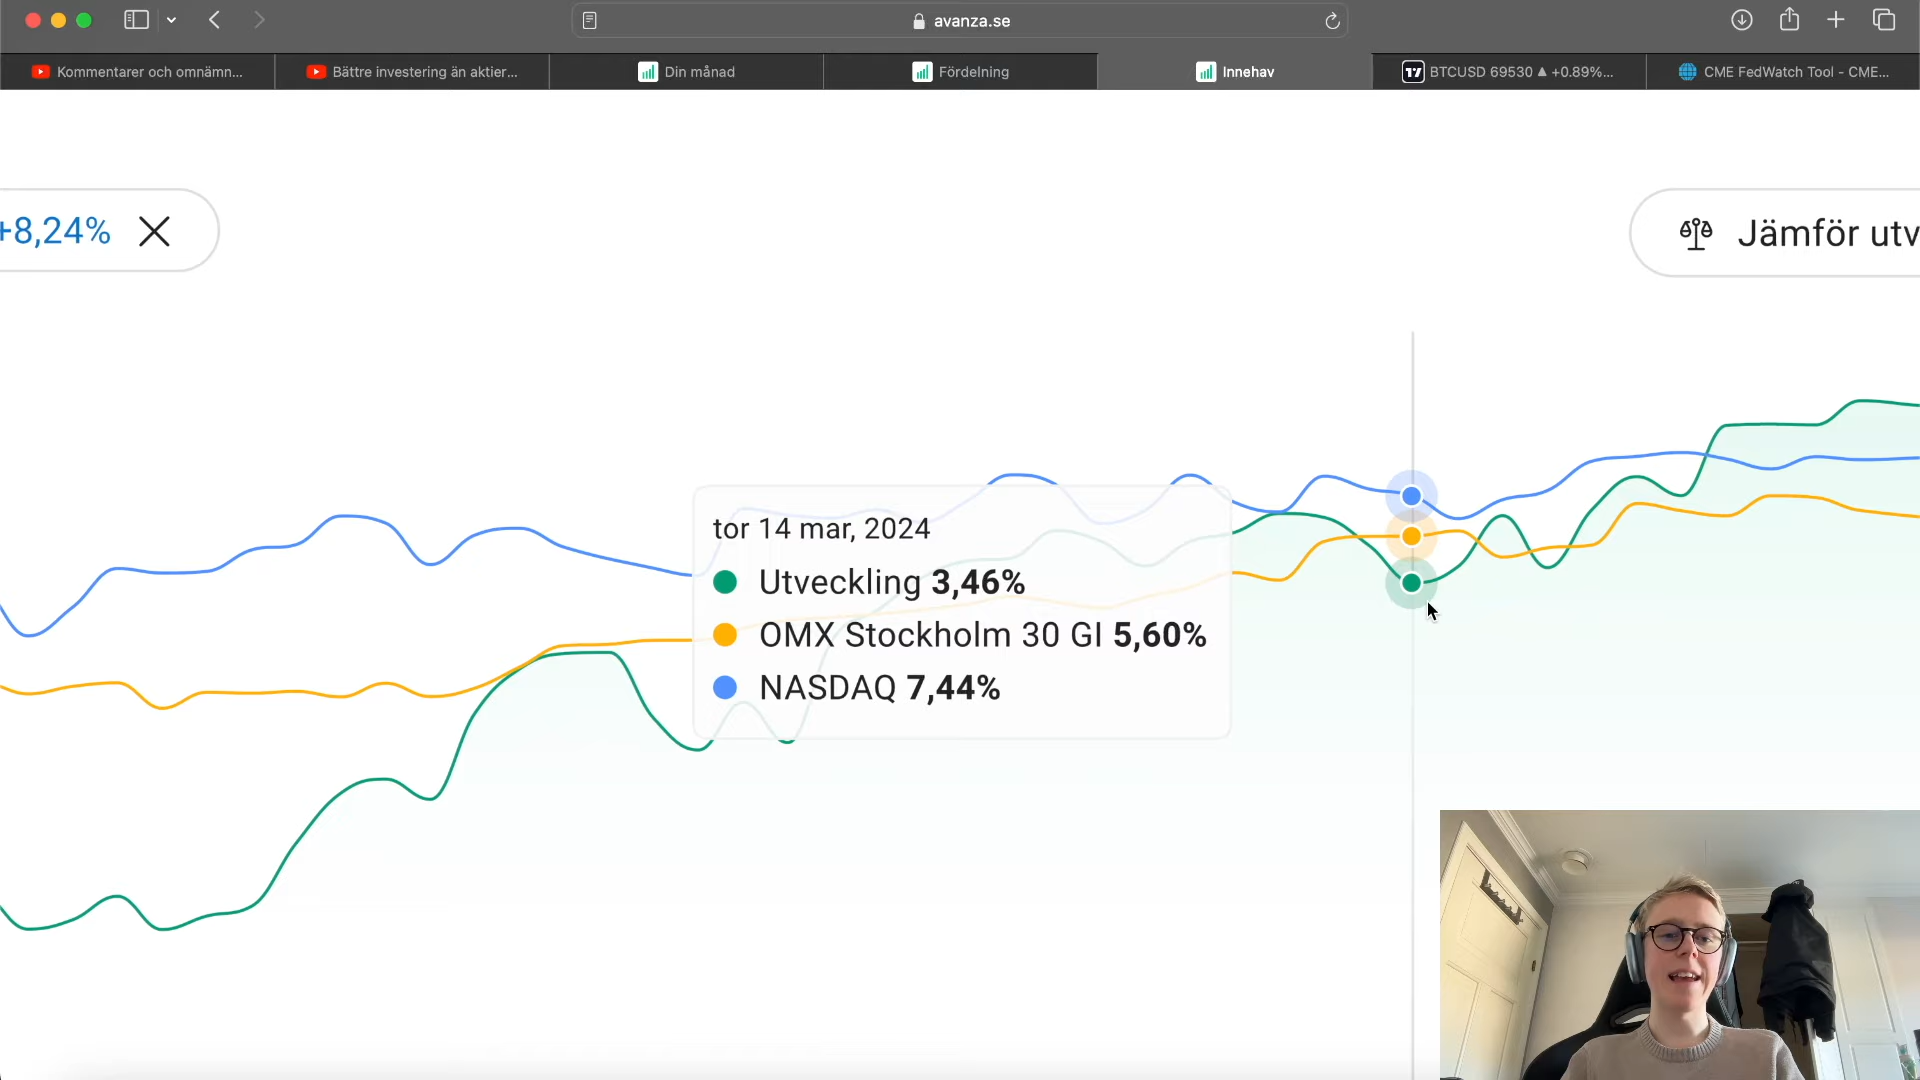 avanza.se
Kommentarer och omnämn...
Bättre investering än aktier...
Din månad
Fördelning
Innehav
17 BTCUSD 69530 ▲ +0.89%...
CME FedWatch Tool - CME...
+8,24%
Jämför utv
tor 14 mar, 2024
Utveckling 3,46%
OMX Stockholm 30 GI 5,60%
NASDAQ 7,44%